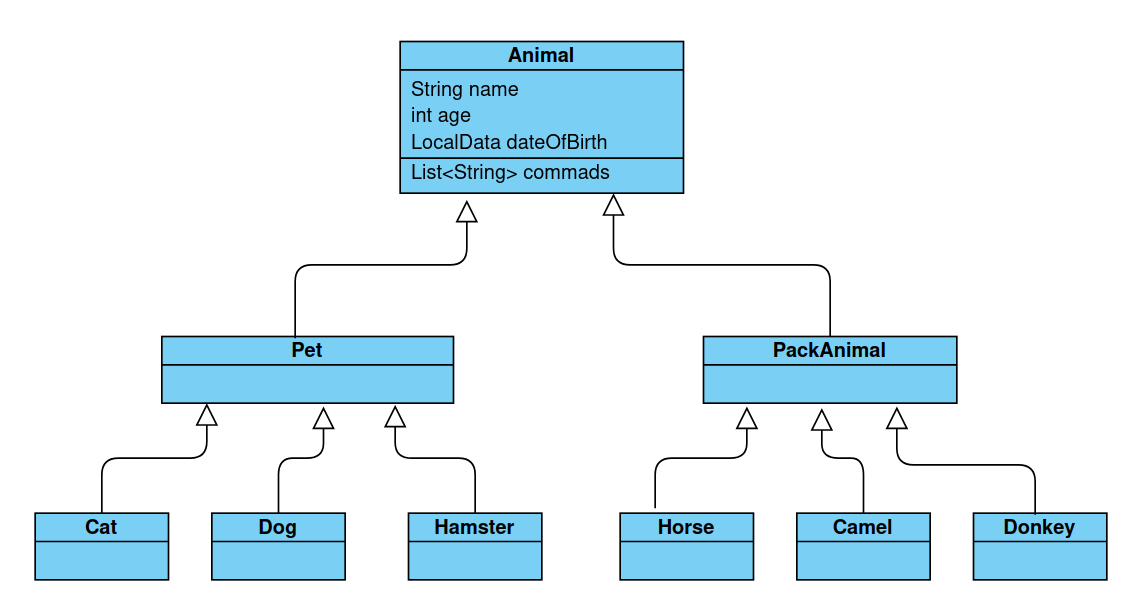 Animal
String name
int age
LocalData dateOfBirth
List<String> commads
Pet
PackAnimal
Cat
Dog
Hamster
Horse
Camel
Donkey